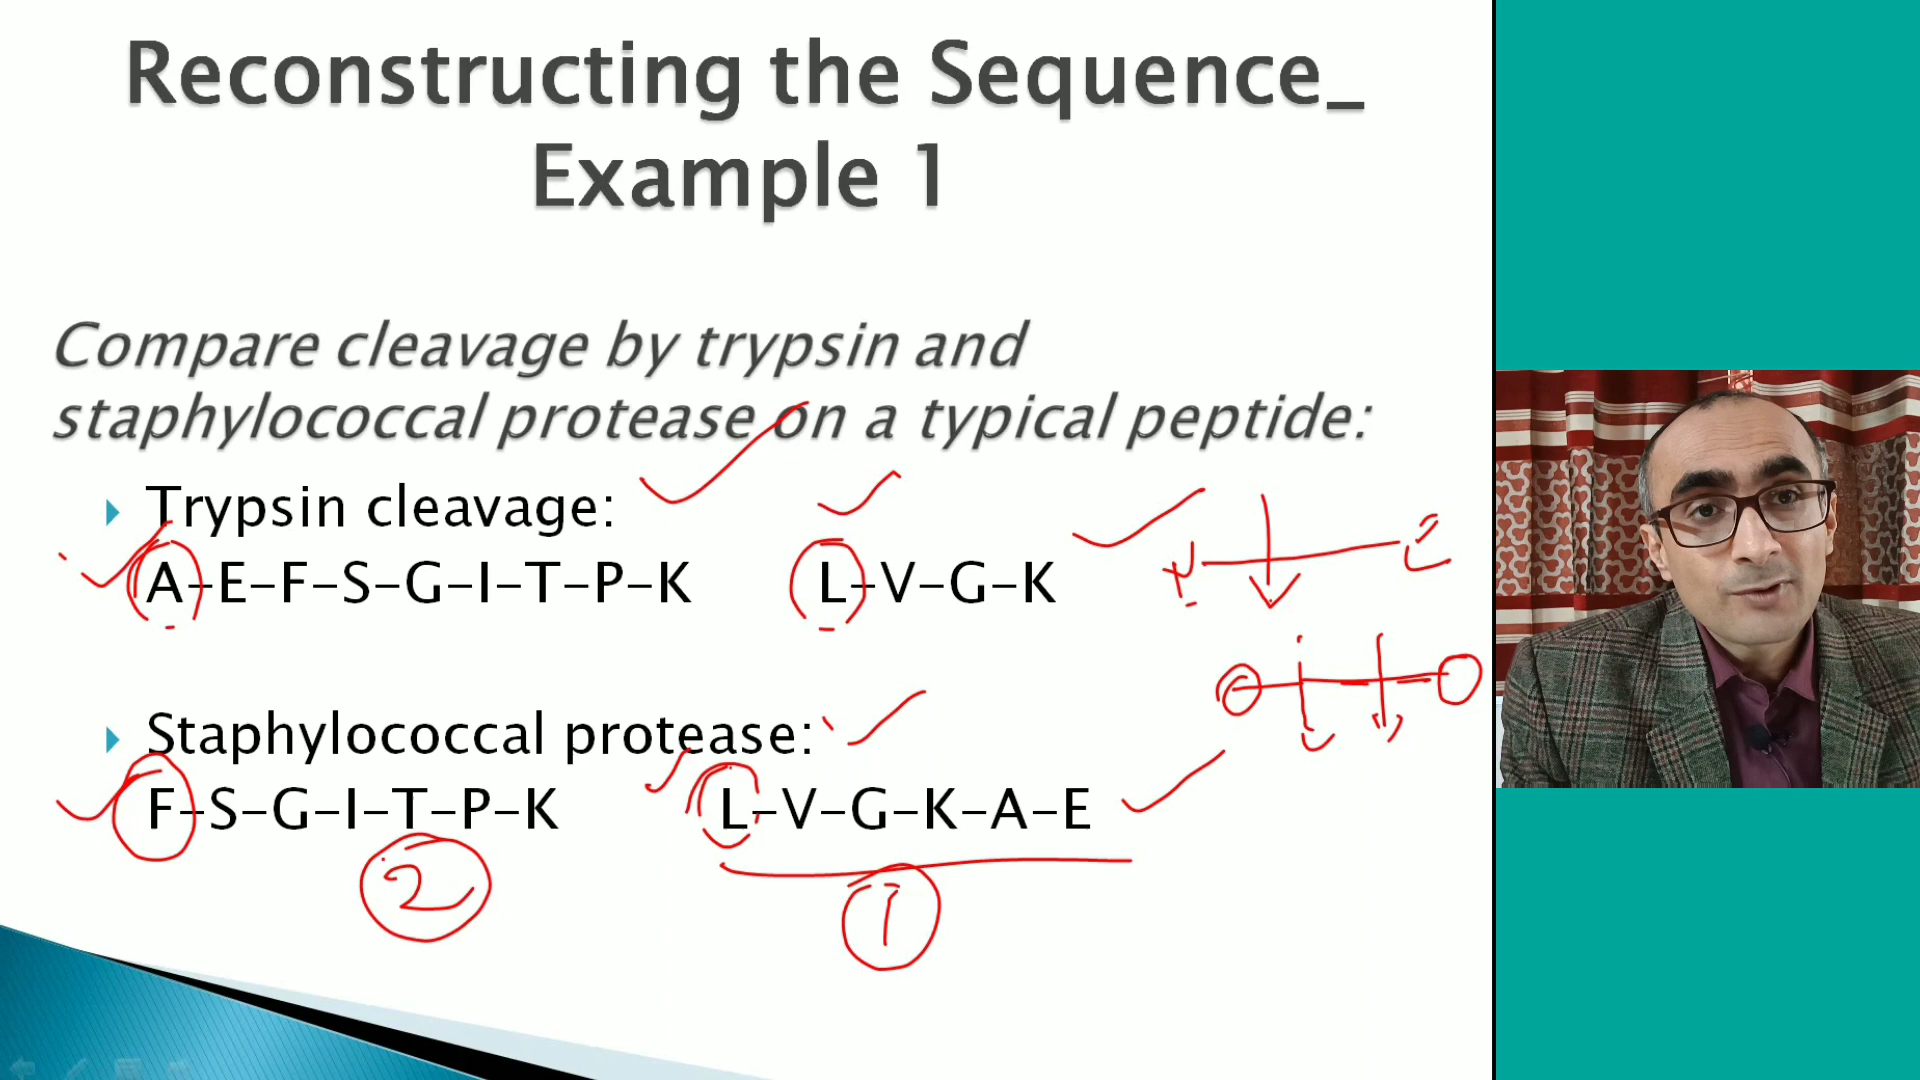 Reconstructing the Sequence_
Example 1
Compare cleavage by trypsin and
staphylococcal protease on a typical peptide:
Trypsin cleavage:
A-E-F-S-G-I-T-P-K L-V-G-K
N C
Staphylococcal protease:
F-S-G-I-T-P-K L-V-G-K-A-E
2 1